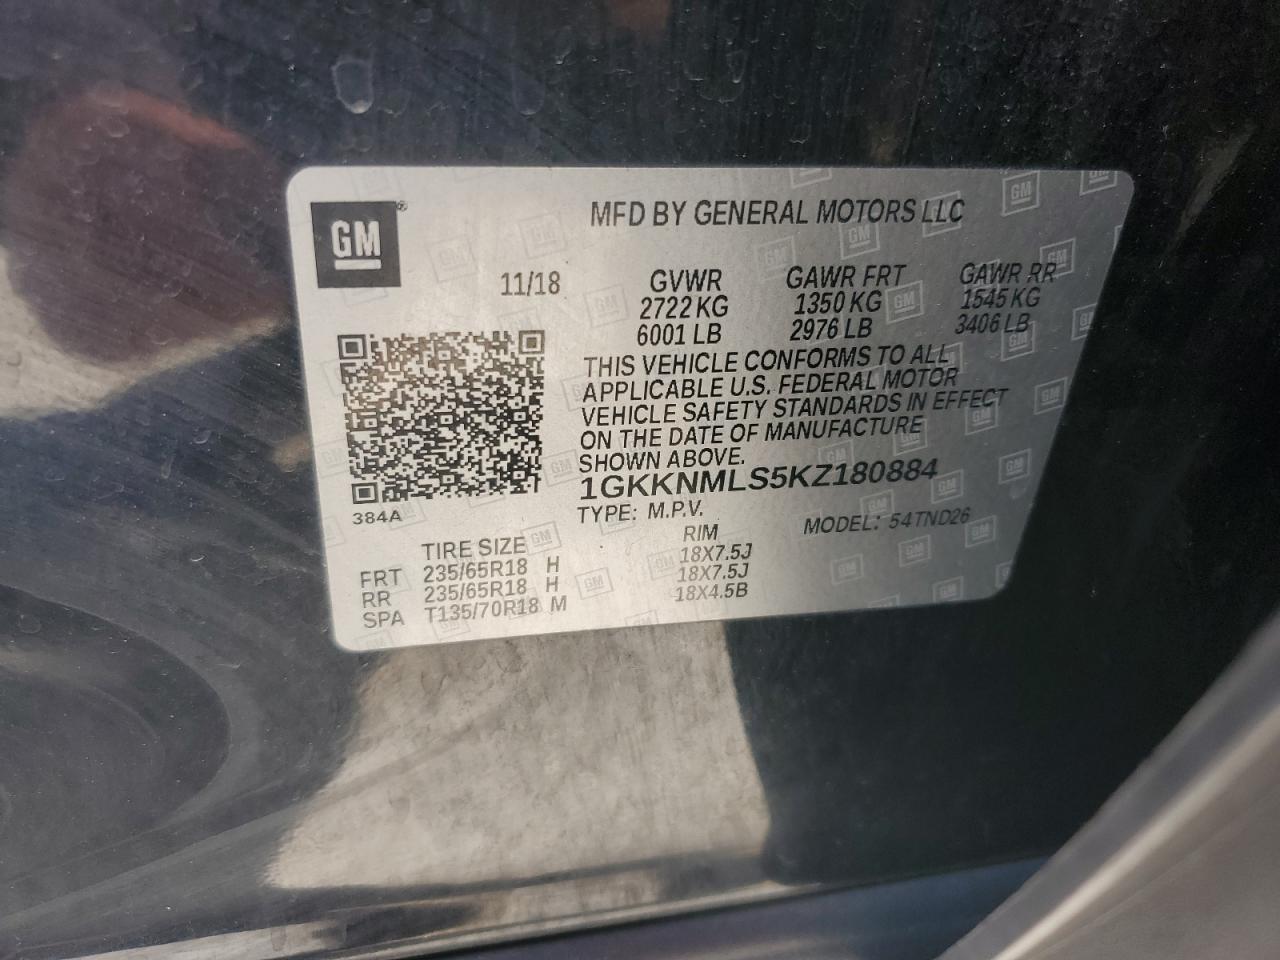 GM®
MFD BY GENERAL MOTORS LLC
11/18 GVWR GAWR FRT GAWR RR
2722 KG 1350 KG 1545 KG
6001 LB 2976 LB 3406 LB
THIS VEHICLE CONFORMS TO ALL
APPLICABLE U.S. FEDERAL MOTOR
VEHICLE SAFETY STANDARDS IN EFFECT
ON THE DATE OF MANUFACTURE
SHOWN ABOVE.
1GKKNMLS5KZ180884
TYPE: M.P.V. MODEL: 54TND26
384A
TIRE SIZE RIM
FRT 235/65R18 H 18X7.5J
RR 235/65R18 H 18X7.5J
SPA T135/70R18 M 18X4.5B